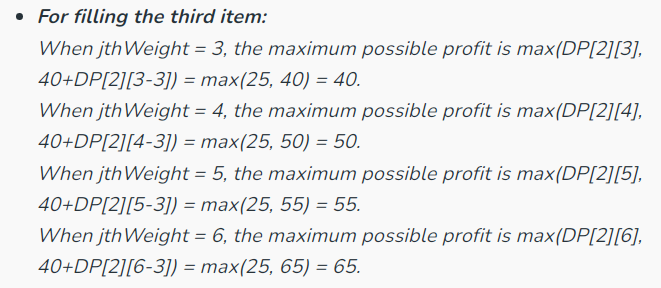 • For filling the third item:
When jthWeight = 3, the maximum possible profit is max(DP[2][3],
40+DP[2][3-3]) = max(25, 40) = 40.
When jthWeight = 4, the maximum possible profit is max(DP[2][4],
40+DP[2][4-3]) = max(25, 50) = 50.
When jthWeight = 5, the maximum possible profit is max(DP[2][5],
40+DP[2][5-3]) = max(25, 55) = 55.
When jthWeight = 6, the maximum possible profit is max(DP[2][6],
40+DP[2][6-3]) = max(25, 65) = 65.